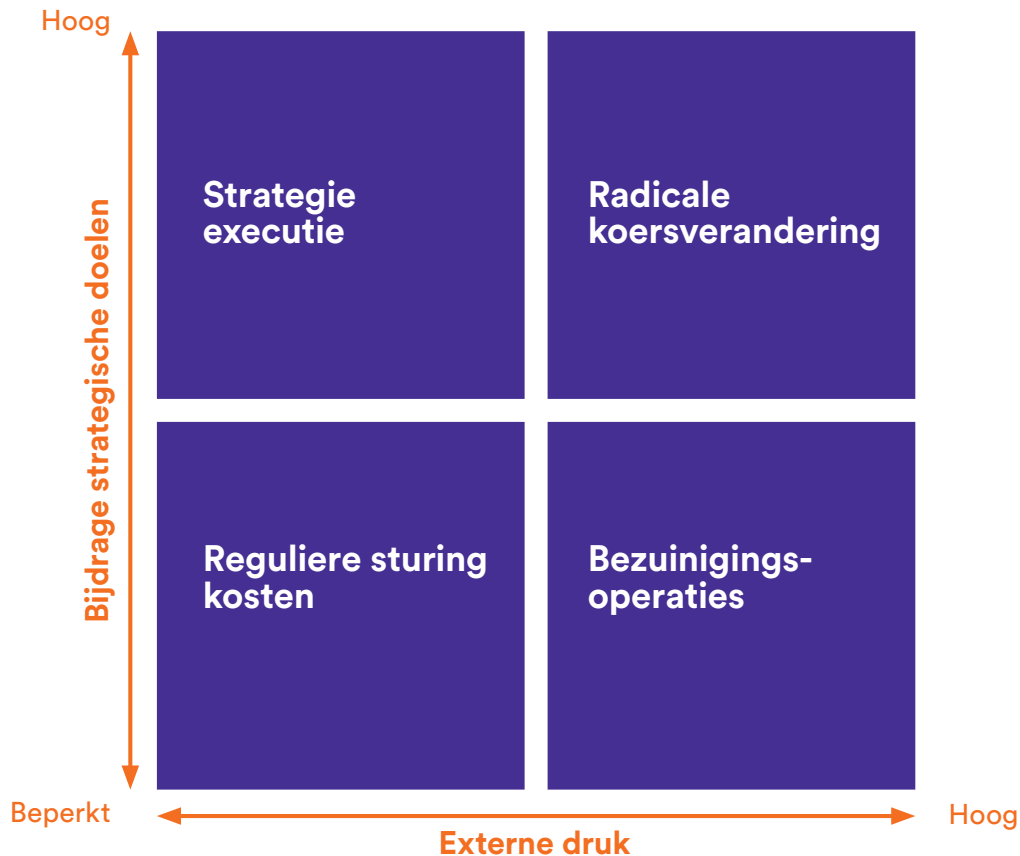 Hoog
Bijdrage strategische doelen
Strategie
executie
Radicale
koersverandering
Reguliere sturing
kosten
Bezuinigings-
operaties
Beperkt
Hoog
Externe druk